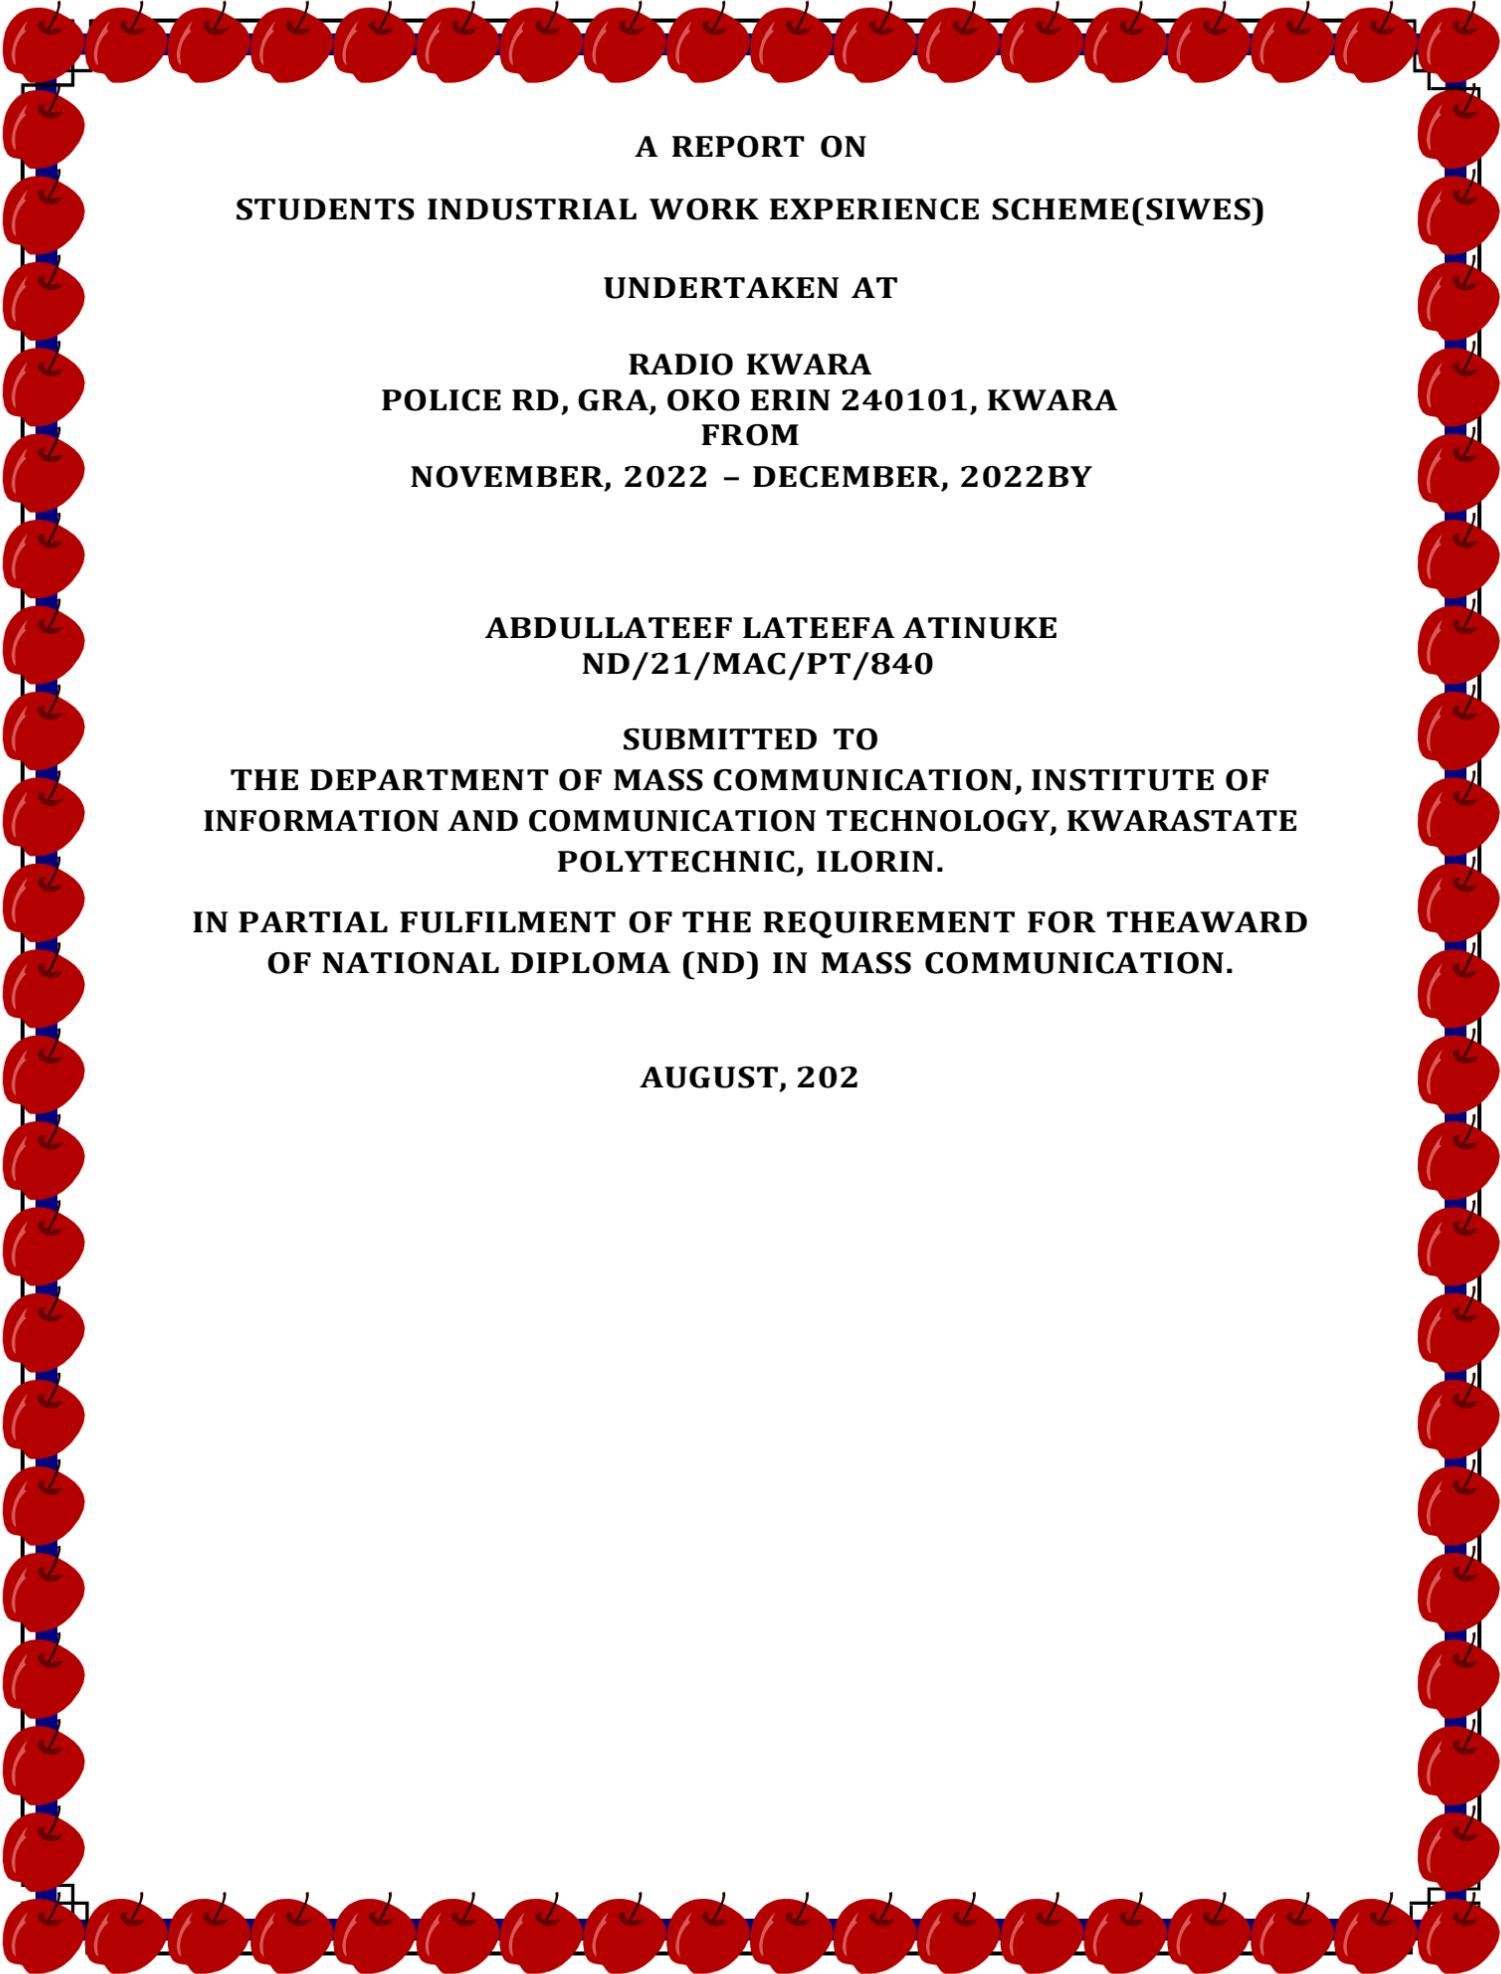 A REPORT ON
STUDENTS INDUSTRIAL WORK EXPERIENCE SCHEME(SIWES)
UNDERTAKEN AT
RADIO KWARA
POLICE RD, GRA, OKO ERIN 240101, KWARA
FROM
NOVEMBER, 2022 – DECEMBER, 2022BY
ABDULLATEEF LATEEFA ATINUKE
ND/21/MAC/PT/840
SUBMITTED TO
THE DEPARTMENT OF MASS COMMUNICATION, INSTITUTE OF
INFORMATION AND COMMUNICATION TECHNOLOGY, KWARASTATE
POLYTECHNIC, ILORIN.
IN PARTIAL FULFILMENT OF THE REQUIREMENT FOR THEAWARD
OF NATIONAL DIPLOMA (ND) IN MASS COMMUNICATION.
AUGUST, 202